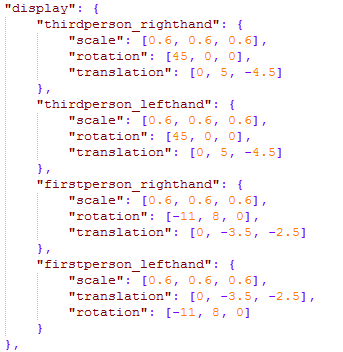 "display": {
"thirdperson_righthand": {
"scale": [0.6, 0.6, 0.6],
"rotation": [45, 0, 0],
"translation": [0, 5, -4.5]
},
"thirdperson_lefthand": {
"scale": [0.6, 0.6, 0.6],
"rotation": [45, 0, 0],
"translation": [0, 5, -4.5]
},
"firstperson_righthand": {
"scale": [0.6, 0.6, 0.6],
"rotation": [-11, 8, 0],
"translation": [0, -3.5, -2.5]
},
"firstperson_lefthand": {
"scale": [0.6, 0.6, 0.6],
"translation": [0, -3.5, -2.5],
"rotation": [-11, 8, 0]
}
},